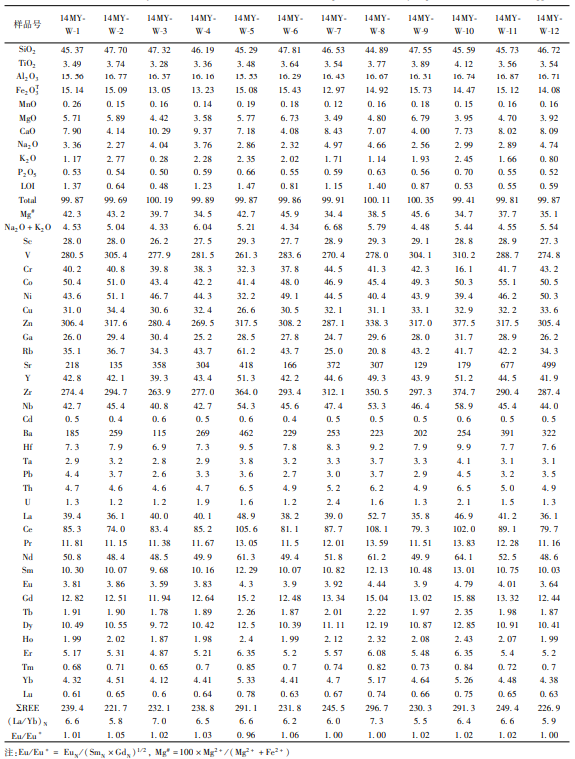 样品号 14MY-W-1 14MY-W-2 14MY-W-3 14MY-W-4 14MY-W-5 14MY-W-6 14MY-W-7 14MY-W-8 14MY-W-9 14MY-W-10 14MY-W-11 14MY-W-12
SiO₂ 45.37 47.70 47.32 46.19 45.29 47.81 46.53 44.89 47.55 45.59 45.73 46.72
TiO₂ 3.49 3.74 3.28 3.36 3.48 3.64 3.54 3.77 3.89 4.12 3.56 3.54
Al₂O₃ 15.56 16.77 16.37 16.16 15.53 16.29 16.43 16.67 16.31 16.74 16.87 16.71
Fe₂O₃ᵀ 15.14 15.09 13.05 13.23 15.08 15.43 12.97 14.92 15.73 14.47 15.12 14.08
MnO 0.26 0.15 0.16 0.14 0.19 0.18 0.12 0.16 0.18 0.15 0.16 0.16
MgO 5.71 5.89 4.42 3.58 5.77 6.73 3.49 4.80 6.79 3.95 4.70 3.92
CaO 7.90 4.14 10.29 9.37 7.18 4.08 8.43 7.07 4.00 7.73 8.02 8.09
Na₂O 3.36 2.27 4.04 3.76 2.86 2.32 4.97 4.66 2.56 2.99 2.89 4.74
K₂O 1.17 2.77 0.28 2.28 2.35 2.02 1.71 1.14 1.93 2.45 1.66 0.80
P₂O₅ 0.53 0.54 0.50 0.59 0.66 0.55 0.59 0.63 0.56 0.70 0.55 0.52
LOI 1.37 0.64 0.48 1.23 1.47 0.81 1.15 1.40 0.87 0.53 0.55 0.59
Total 99.87 99.69 100.19 99.89 99.87 99.86 99.91 100.11 100.35 99.41 99.81 99.87
Mg# 42.3 43.2 39.7 34.5 42.7 45.9 34.4 38.5 45.6 34.7 37.7 35.1
Na₂O+K₂O 4.53 5.04 4.33 6.04 5.21 4.34 6.68 5.79 4.48 5.44 4.55 5.54
Sc 28.0 28.0 26.2 27.5 29.3 27.7 28.9 29.3 29.1 28.8 28.9 27.3
V 280.5 305.4 277.9 281.5 261.3 283.6 270.4 278.0 304.1 310.2 288.7 274.8
Cr 40.2 40.8 39.8 38.3 32.3 37.8 44.5 41.3 42.3 16.1 41.7 43.2
Co 50.4 51.0 43.4 42.2 41.4 48.0 46.9 45.4 49.3 50.3 55.1 50.5
Ni 43.6 51.1 46.7 44.3 32.2 49.1 44.5 40.4 43.9 39.4 46.2 50.3
Cu 31.0 34.4 30.6 32.4 26.6 30.5 32.1 31.1 33.1 32.9 32.2 33.6
Zn 306.4 317.6 280.4 269.5 317.5 308.2 287.1 338.3 317.0 377.5 317.5 305.4
Ga 26.0 29.4 30.4 25.2 28.5 27.8 24.7 29.6 28.0 31.7 28.9 26.2
Rb 35.1 36.7 34.3 43.7 61.2 43.7 25.0 20.8 43.2 41.7 42.2 34.3
Sr 218 135 358 304 418 166 372 307 129 179 677 499
Y 42.8 42.1 39.3 43.4 51.3 42.2 44.6 49.3 43.9 51.2 44.5 41.9
Zr 274.4 294.7 263.9 277.0 364.0 293.4 312.1 350.5 297.3 374.7 290.4 287.4
Nb 42.7 45.4 40.8 42.7 54.3 45.6 47.4 53.3 46.4 58.9 45.4 44.0
Cd 0.5 0.4 0.6 0.5 0.6 0.4 0.5 0.5 0.5 0.6 0.6 0.5
Ba 185 259 115 269 462 229 253 223 202 254 391 322
Hf 7.3 7.9 6.9 7.3 9.5 7.8 8.3 9.2 7.9 9.9 7.7 7.6
Ta 2.9 3.2 2.8 2.9 3.8 3.2 3.3 3.7 3.3 4.1 3.1 3.1
Pb 4.4 3.7 2.6 3.3 3.6 2.7 3.0 3.7 2.9 4.5 3.2 3.5
Th 4.7 4.6 4.6 4.7 6.5 4.9 5.2 6.2 4.9 6.5 5.0 4.9
U 1.3 1.2 1.2 1.9 1.6 1.2 2.4 1.6 1.3 2.1 1.5 1.3
La 39.4 36.1 40.0 40.1 48.9 38.2 39.0 52.7 35.8 46.9 41.2 36.1
Ce 85.3 74.0 83.4 85.2 105.6 81.1 87.7 108.1 79.3 102.0 89.1 79.7
Pr 11.81 11.15 11.38 11.67 13.05 11.5 12.01 13.59 11.51 13.83 12.28 11.16
Nd 50.8 48.4 48.5 49.9 61.3 49.4 51.8 61.2 49.9 64.1 52.5 48.6
Sm 10.30 10.07 9.68 10.16 12.29 10.07 10.82 12.13 10.48 13.01 10.75 10.03
Eu 3.81 3.86 3.59 3.83 4.3 3.9 3.92 4.44 3.9 4.79 4.01 3.64
Gd 12.82 12.51 11.94 12.64 15.2 12.48 13.34 15.04 13.02 15.88 13.32 12.44
Tb 1.91 1.90 1.78 1.89 2.26 1.87 2.01 2.22 1.97 2.35 1.98 1.87
Dy 10.49 10.55 9.72 10.42 12.5 10.39 11.11 12.19 10.87 12.85 10.91 10.41
Ho 1.99 2.02 1.87 1.98 2.4 1.99 2.12 2.32 2.08 2.43 2.07 1.99
Er 5.17 5.31 4.87 5.21 6.35 5.2 5.57 6.08 5.48 6.35 5.4 5.2
Tm 0.68 0.71 0.65 0.7 0.85 0.7 0.74 0.82 0.73 0.84 0.72 0.7
Yb 4.32 4.51 4.12 4.41 5.33 4.41 4.7 5.17 4.64 5.26 4.48 4.38
Lu 0.61 0.65 0.6 0.64 0.78 0.63 0.67 0.74 0.66 0.75 0.65 0.63
ΣREE 239.4 221.7 232.1 238.8 291.1 231.8 245.5 296.7 230.3 291.3 249.4 226.9
(La/Yb)N 6.6 5.8 7.0 6.5 6.6 6.2 6.0 7.3 5.5 6.4 6.6 5.9
Eu/Eu* 1.01 1.05 1.02 1.03 0.96 1.06 1.00 1.00 1.02 1.02 1.02 1.00
注:Eu/Eu* = EuN/(SmN×GdN)1/2, Mg#=100×Mg2+/(Mg2+ +Fe2+)